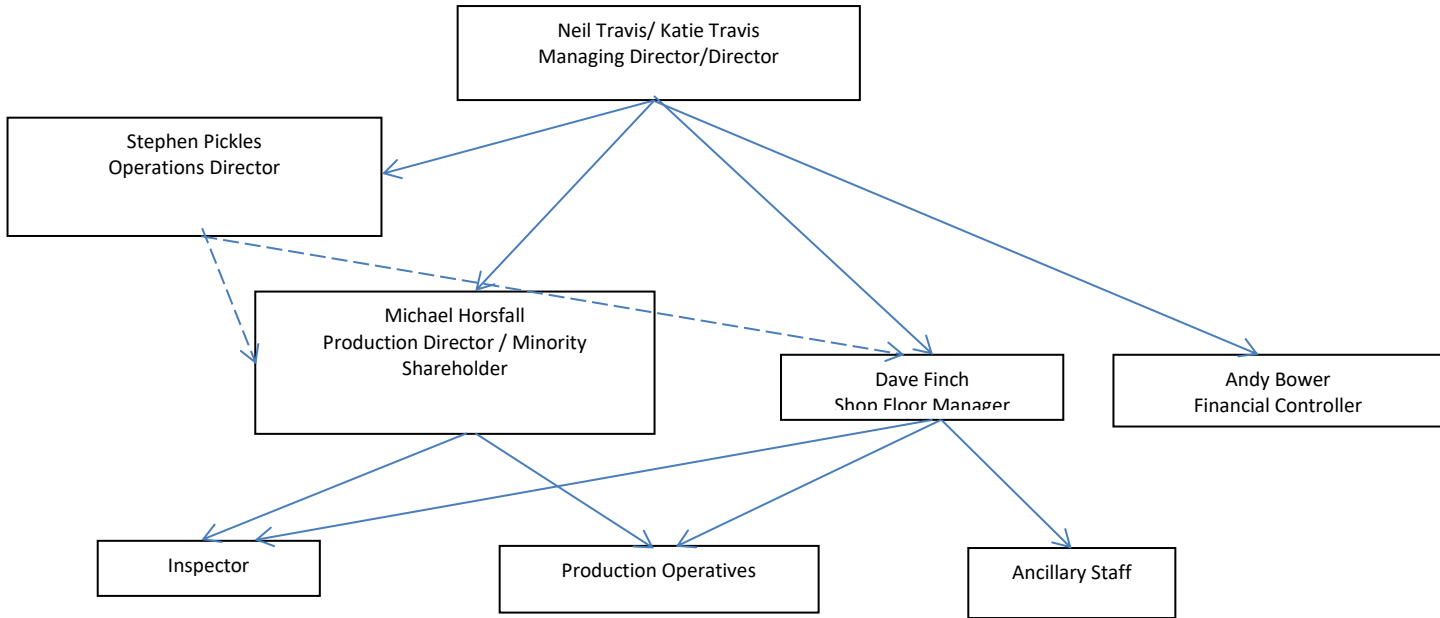 Neil Travis/ Katie Travis
Managing Director/Director
Stephen Pickles
Operations Director
Michael Horsfall
Production Director / Minority
Shareholder
Dave Finch
Shop Floor Manager
Andy Bower
Financial Controller
Inspector
Production Operatives
Ancillary Staff